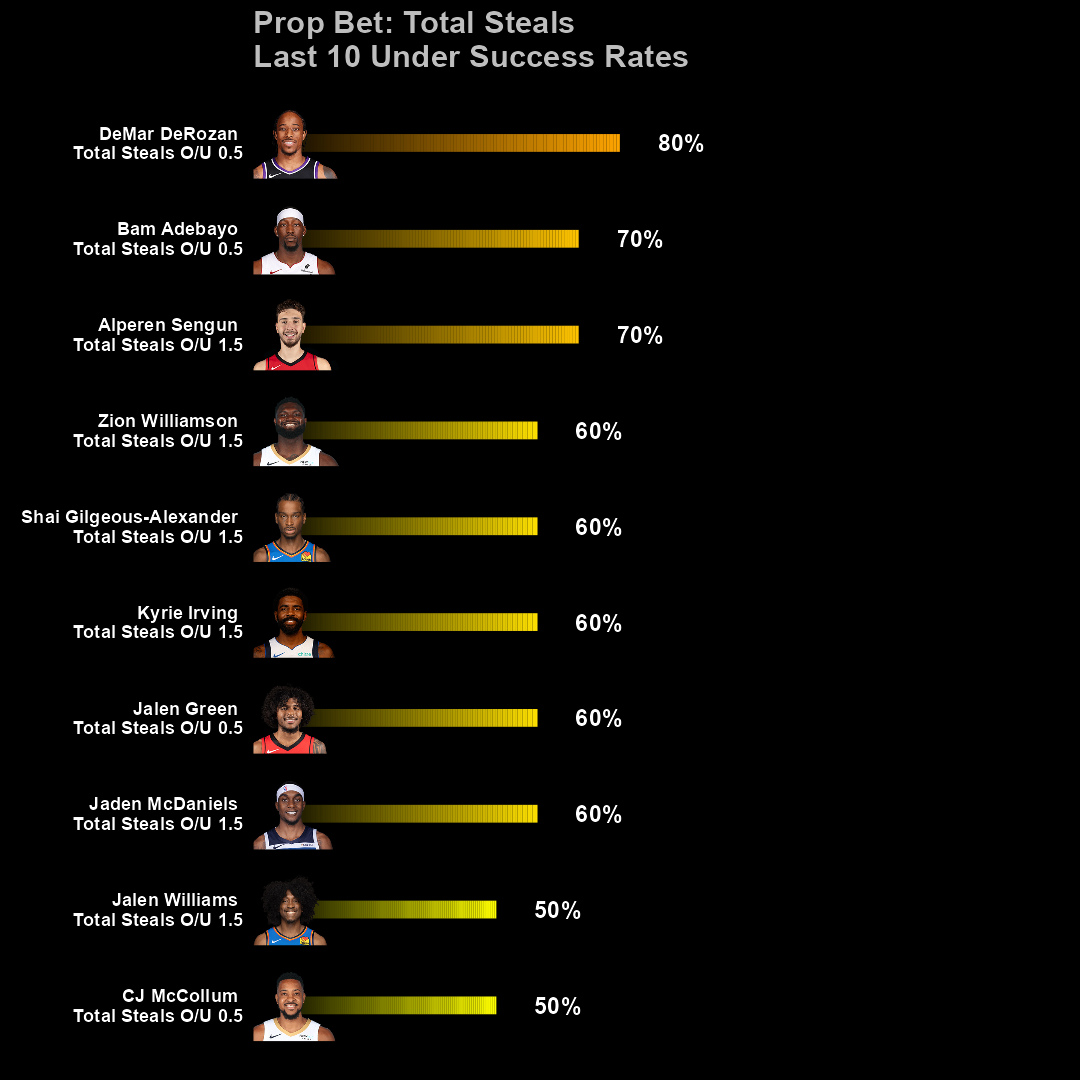 Prop Bet: Total Steals
Last 10 Under Success Rates
DeMar DeRozan
Total Steals O/U 0.5
80%
Bam Adebayo
Total Steals O/U 0.5
70%
Alperen Sengun
Total Steals O/U 1.5
70%
Zion Williamson
Total Steals O/U 1.5
60%
Shai Gilgeous-Alexander
Total Steals O/U 1.5
60%
Kyrie Irving
Total Steals O/U 1.5
60%
Jalen Green
Total Steals O/U 0.5
60%
Jaden McDaniels
Total Steals O/U 1.5
60%
Jalen Williams
Total Steals O/U 1.5
50%
CJ McCollum
Total Steals O/U 0.5
50%